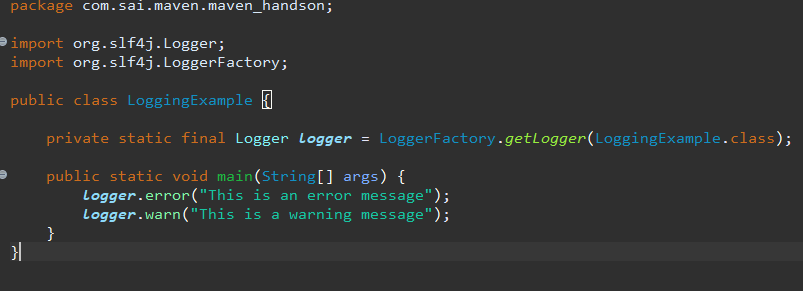 package com.sai.maven.maven_handson;
import org.slf4j.Logger;
import org.slf4j.LoggerFactory;
public class LoggingExample {
private static final Logger logger = LoggerFactory.getLogger(LoggingExample.class);
public static void main(String[] args) {
logger.error("This is an error message");
logger.warn("This is a warning message");
}
}